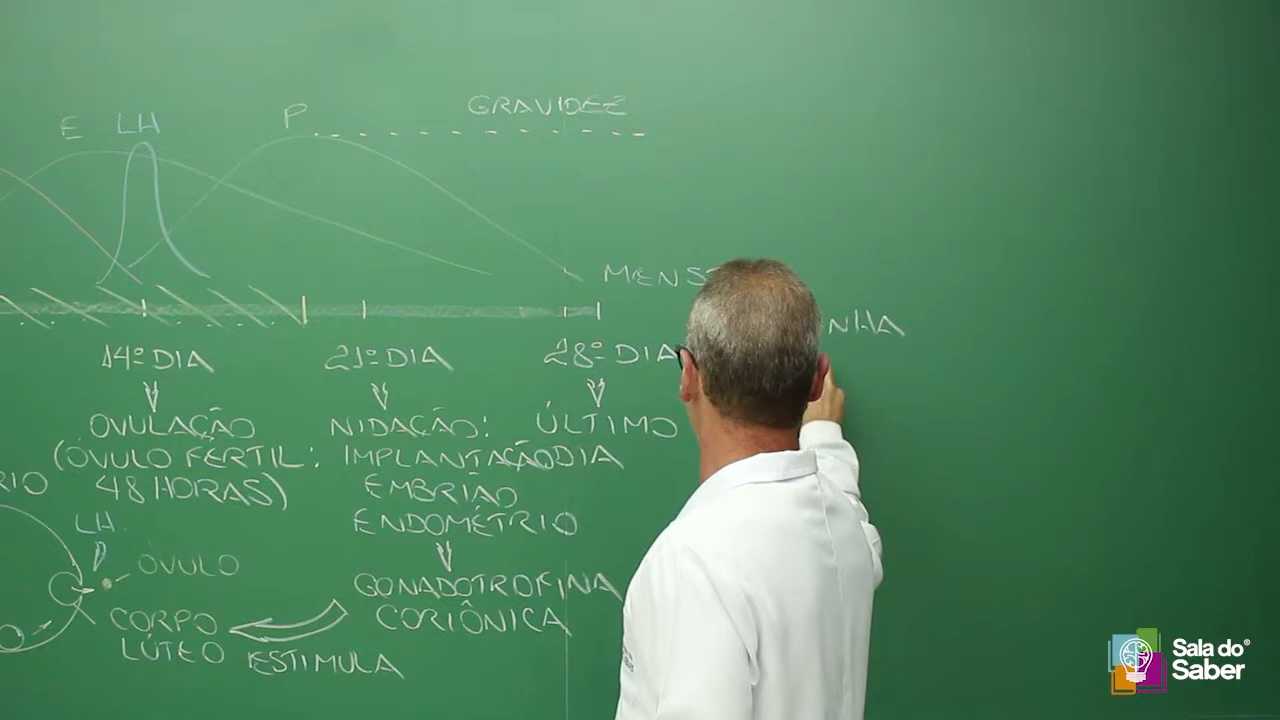 GRAVIDEZ
E LH P
MENS
NHA
14º DIA
OVULAÇÃO
(ÓVULO FÉRTIL:
48 HORAS)
21º DIA
NIDAÇÃO:
IMPLANTAÇÃO
EMBRIÃO
ENDOMÉTRIO
GONADOTROFINA
CORIÔNICA
28º DIA
ÚLTIMO
DIA
RIO
LH
ÓVULO
CORPO
LÚTEO
ESTIMULA
Sala do®
Saber